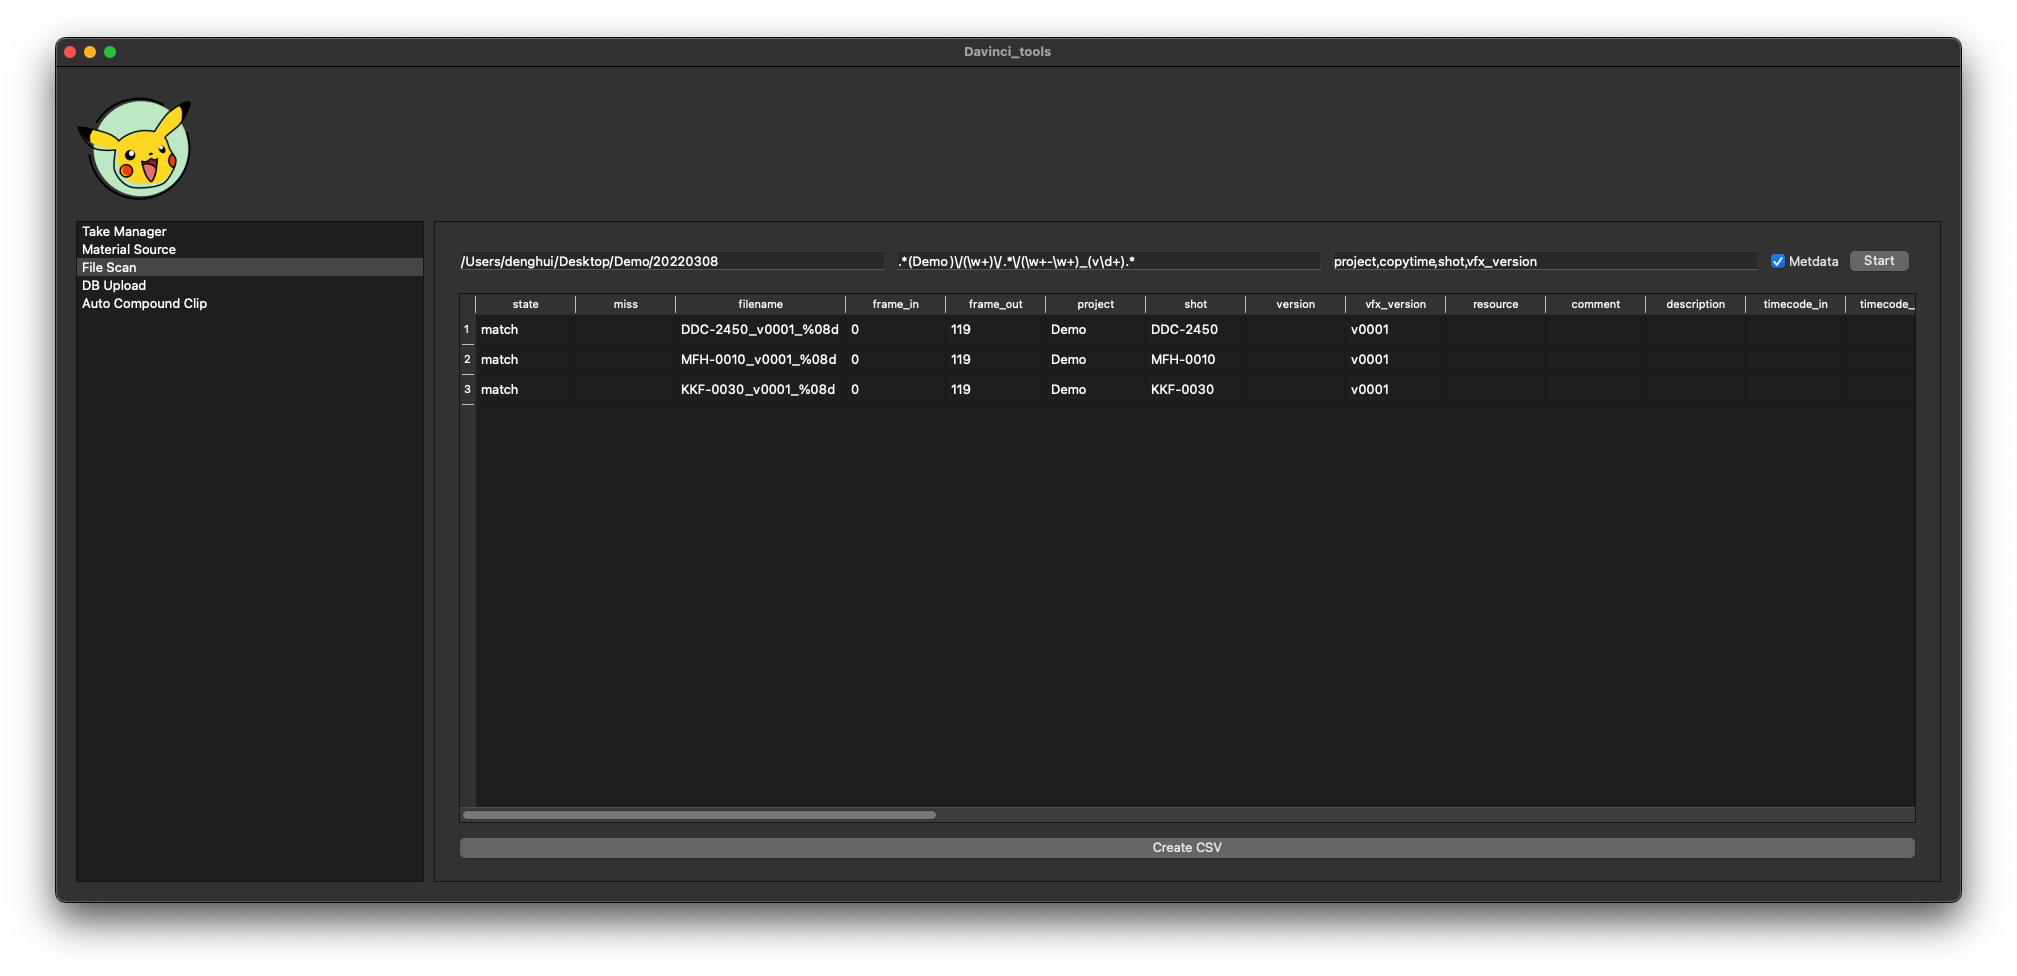 Davinci_tools
Take Manager
Material Source
File Scan
DB Upload
Auto Compound Clip
/Users/denghui/Desktop/Demo/20220308 .*(Demo)\/(\w+)\/.*\/(\w+-\w+)_(v\d+).* project,copytime,shot,vfx_version Metdata Start
state miss filename frame_in frame_out project shot version vfx_version resource comment description timecode_in timecode_
1 match DDC-2450_v0001_%08d 0 119 Demo DDC-2450 v0001
2 match MFH-0010_v0001_%08d 0 119 Demo MFH-0010 v0001
3 match KKF-0030_v0001_%08d 0 119 Demo KKF-0030 v0001
Create CSV